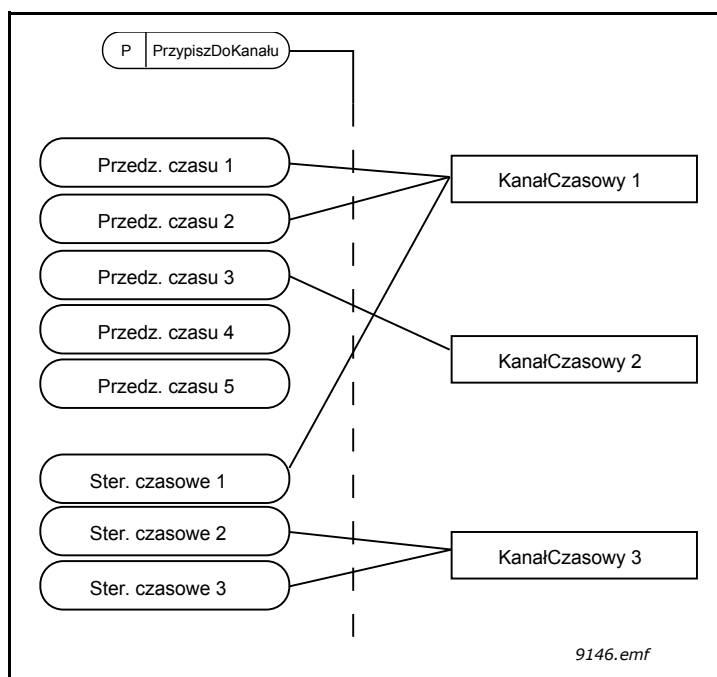 P PrzypiszDoKanału
Przedz. czasu 1
KanałCzasowy 1
Przedz. czasu 2
Przedz. czasu 3
Przedz. czasu 4
KanałCzasowy 2
Przedz. czasu 5
Ster. czasowe 1
Ster. czasowe 2
KanałCzasowy 3
Ster. czasowe 3
9146.emf